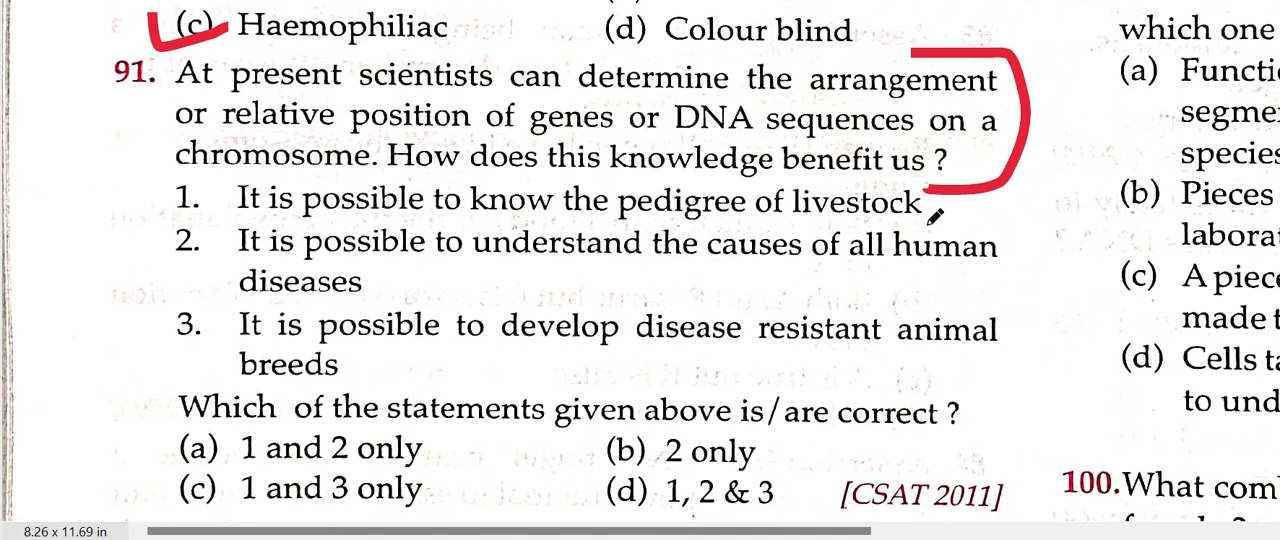 (c) Haemophiliac (d) Colour blind
91. At present scientists can determine the arrangement
or relative position of genes or DNA sequences on a
chromosome. How does this knowledge benefit us ?
1. It is possible to know the pedigree of livestock
2. It is possible to understand the causes of all human
diseases
3. It is possible to develop disease resistant animal
breeds
Which of the statements given above is/are correct ?
(a) 1 and 2 only (b) 2 only
(c) 1 and 3 only (d) 1, 2 & 3 [CSAT 2011]
which one
(a) Functi
segme
species
(b) Pieces
labora
(c) A piece
made t
(d) Cells ta
to und
100. What com
8.26 x 11.69 in